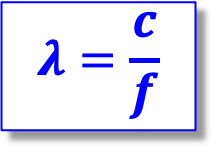 λ = c/f